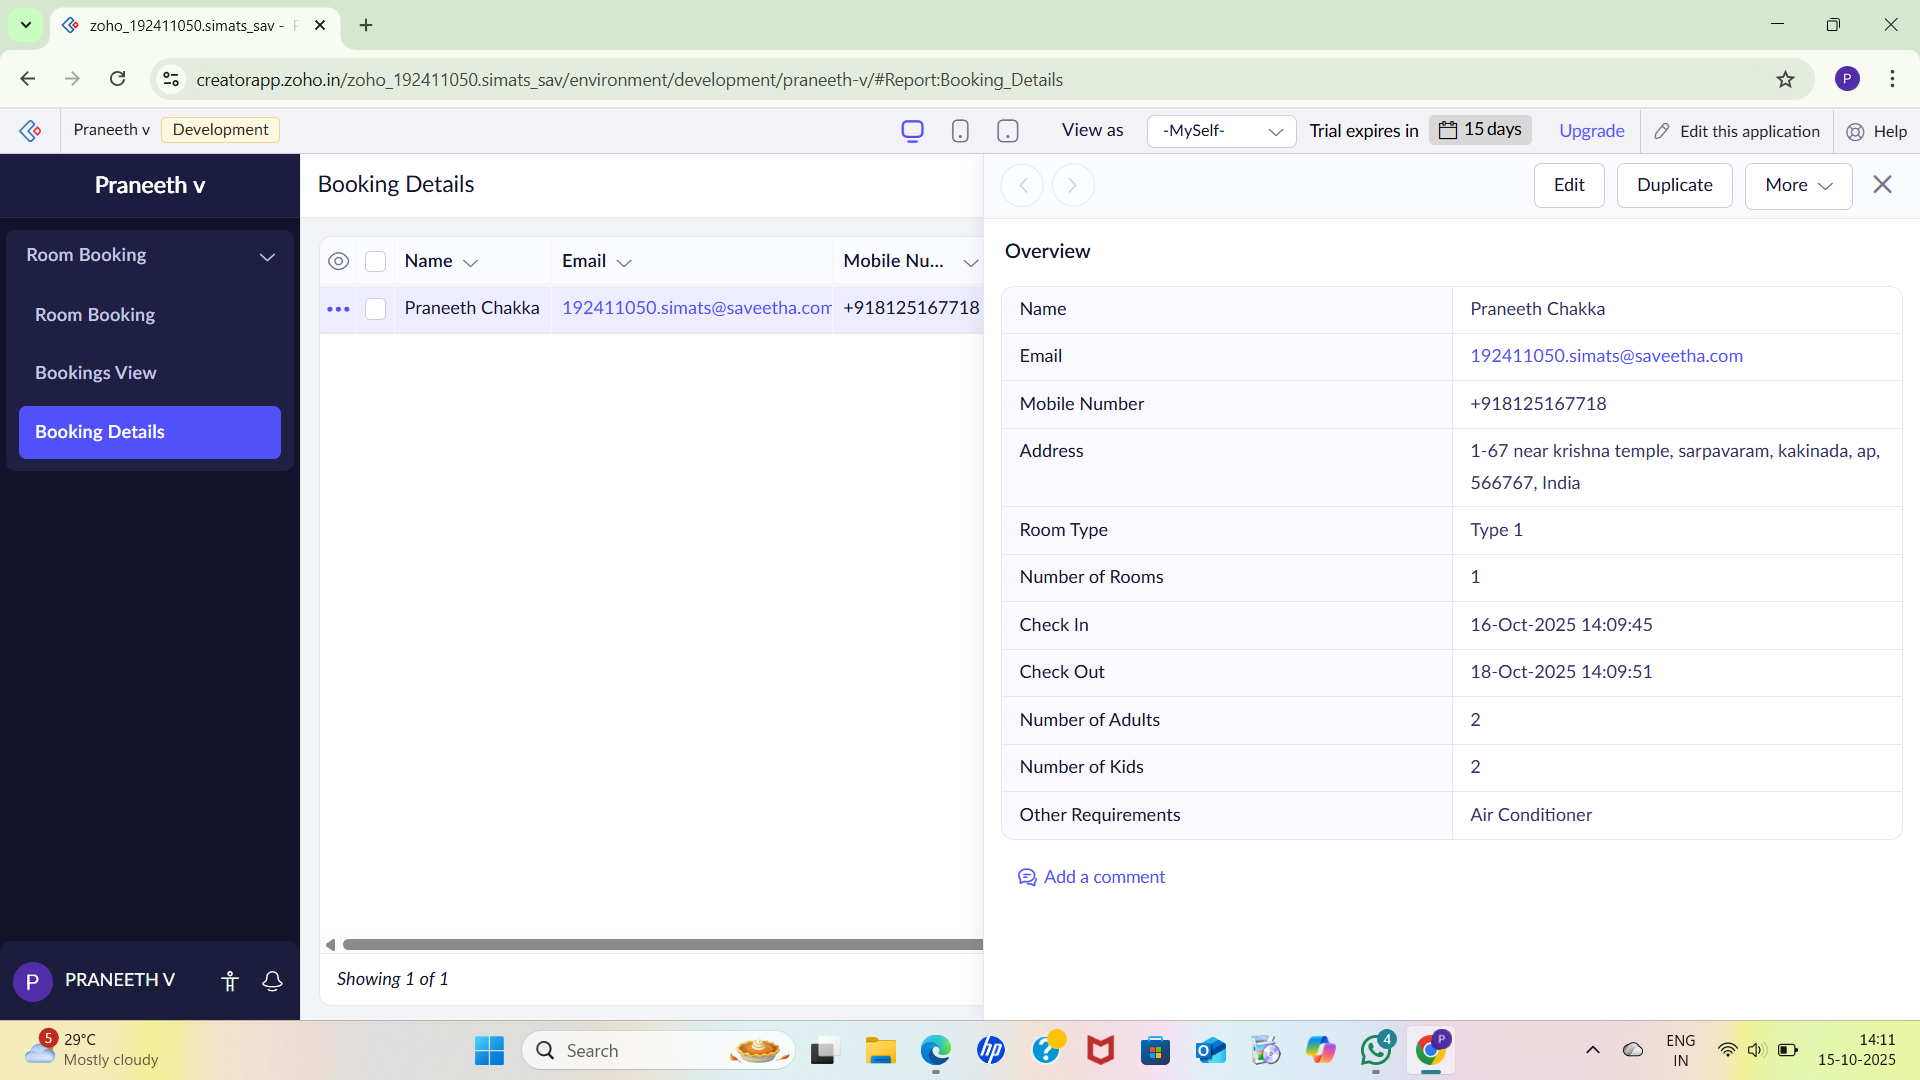 zoho_192411050.simats_sav -
creatorapp.zoho.in/zoho_192411050.simats_sav/environment/development/praneeth-v/#Report:Booking_Details
P
Praneeth v
Development
View as
-MySelf-
Trial expires in
15 days
Upgrade
Edit this application
Help
Praneeth v
Room Booking
Room Booking
Bookings View
Booking Details
PRANEETH V
P
Booking Details
Name
Email
Mobile Nu...
Praneeth Chakka
192411050.simats@saveetha.com
+918125167718
Showing 1 of 1
Edit
Duplicate
More
Overview
Name
Praneeth Chakka
Email
192411050.simats@saveetha.com
Mobile Number
+918125167718
Address
1-67 near krishna temple, sarpavaram, kakinada, ap,
566767, India
Room Type
Type 1
Number of Rooms
1
Check In
16-Oct-2025 14:09:45
Check Out
18-Oct-2025 14:09:51
Number of Adults
2
Number of Kids
2
Other Requirements
Air Conditioner
Add a comment
5
29°C
Mostly cloudy
Search
hp
4
P
ENG
IN
14:11
15-10-2025